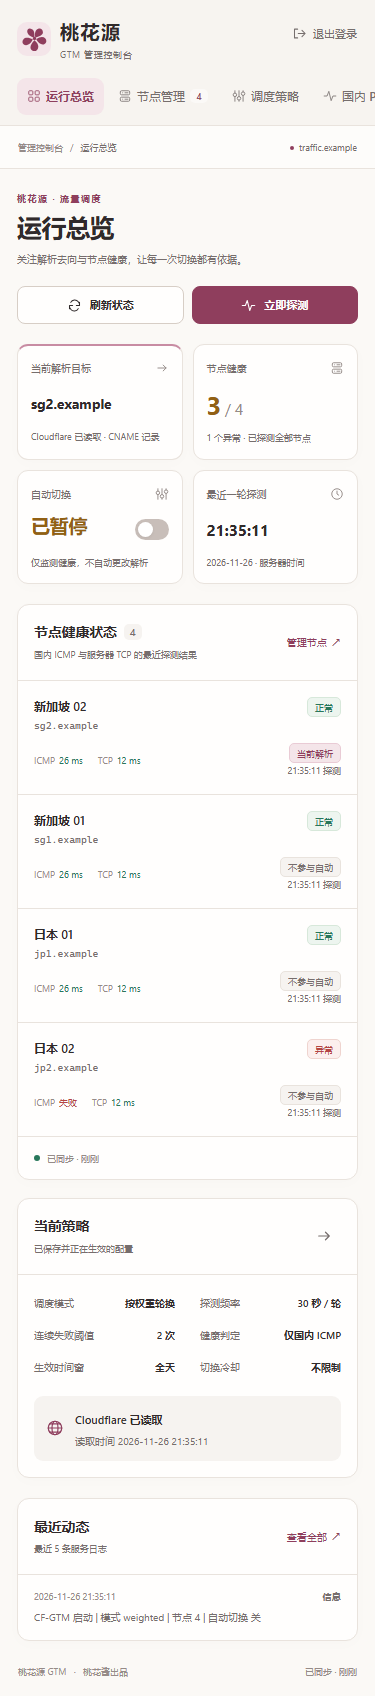 桃花源
GTM 管理控制台
退出登录
运行总览
节点管理 4
调度策略
国内 P
管理控制台 / 运行总览
traffic.example
桃花源 · 流量调度
运行总览
关注解析去向与节点健康，让每一次切换都有依据。
刷新状态
立即探测
当前解析目标
sg2.example
Cloudflare 已读取 · CNAME 记录
节点健康
3 / 4
1 个异常 · 已探测全部节点
自动切换
已暂停
仅监测健康，不自动更改解析
最近一轮探测
21:35:11
2026-11-26 · 服务器时间
节点健康状态 4
国内 ICMP 与服务器 TCP 的最近探测结果
管理节点 ↗
新加坡 02
正常
sg2.example
当前解析
ICMP 26 ms TCP 12 ms
21:35:11 探测
新加坡 01
正常
sg1.example
不参与自动
ICMP 26 ms TCP 12 ms
21:35:11 探测
日本 01
正常
jp1.example
不参与自动
ICMP 26 ms TCP 12 ms
21:35:11 探测
日本 02
异常
jp2.example
不参与自动
ICMP 失败 TCP 12 ms
21:35:11 探测
已同步 · 刚刚
当前策略
已保存并正在生效的配置
调度模式 按权重轮换 探测频率 30 秒 / 轮
连续失败阈值 2 次 健康判定 仅国内 ICMP
生效时间窗 全天 切换冷却 不限制
Cloudflare 已读取
读取时间 2026-11-26 21:35:11
最近动态
最近 5 条服务日志
查看全部 ↗
2026-11-26 21:35:11 信息
CF-GTM 启动 | 模式 weighted | 节点 4 | 自动切换 关
桃花源 GTM · 桃花酱出品 已同步 · 刚刚